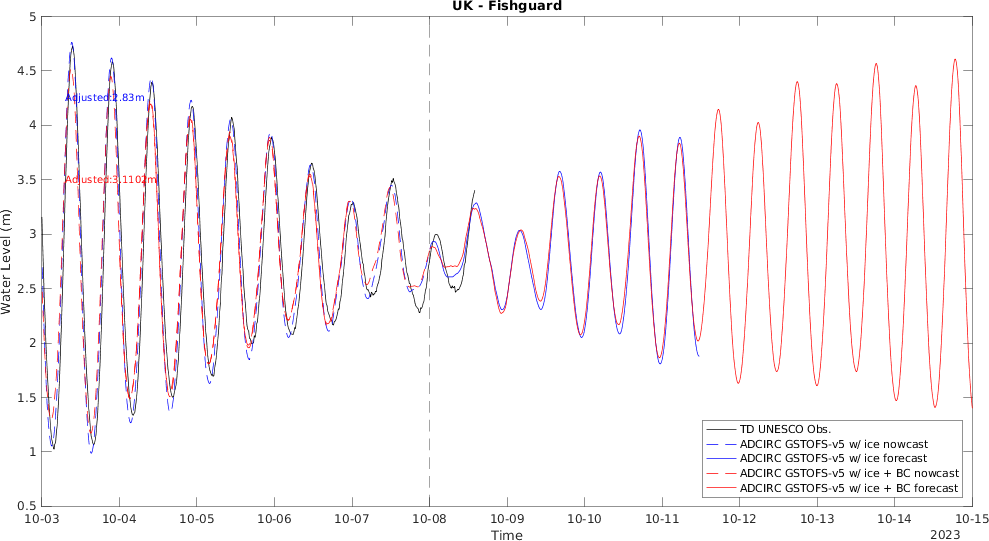 UK - Fishguard
5
4.5
4
3.5
3
2.5
2
1.5
1
0.5
Water Level (m)
Adjusted:2.83m
Adjusted:3.1102m
TD UNESCO Obs.
ADCIRC GSTOFS-v5 w/ ice nowcast
ADCIRC GSTOFS-v5 w/ ice forecast
ADCIRC GSTOFS-v5 w/ ice + BC nowcast
ADCIRC GSTOFS-v5 w/ ice + BC forecast
10-03 10-04 10-05 10-06 10-07 10-08 10-09 10-10 10-11 10-12 10-13 10-14 10-15
Time
2023